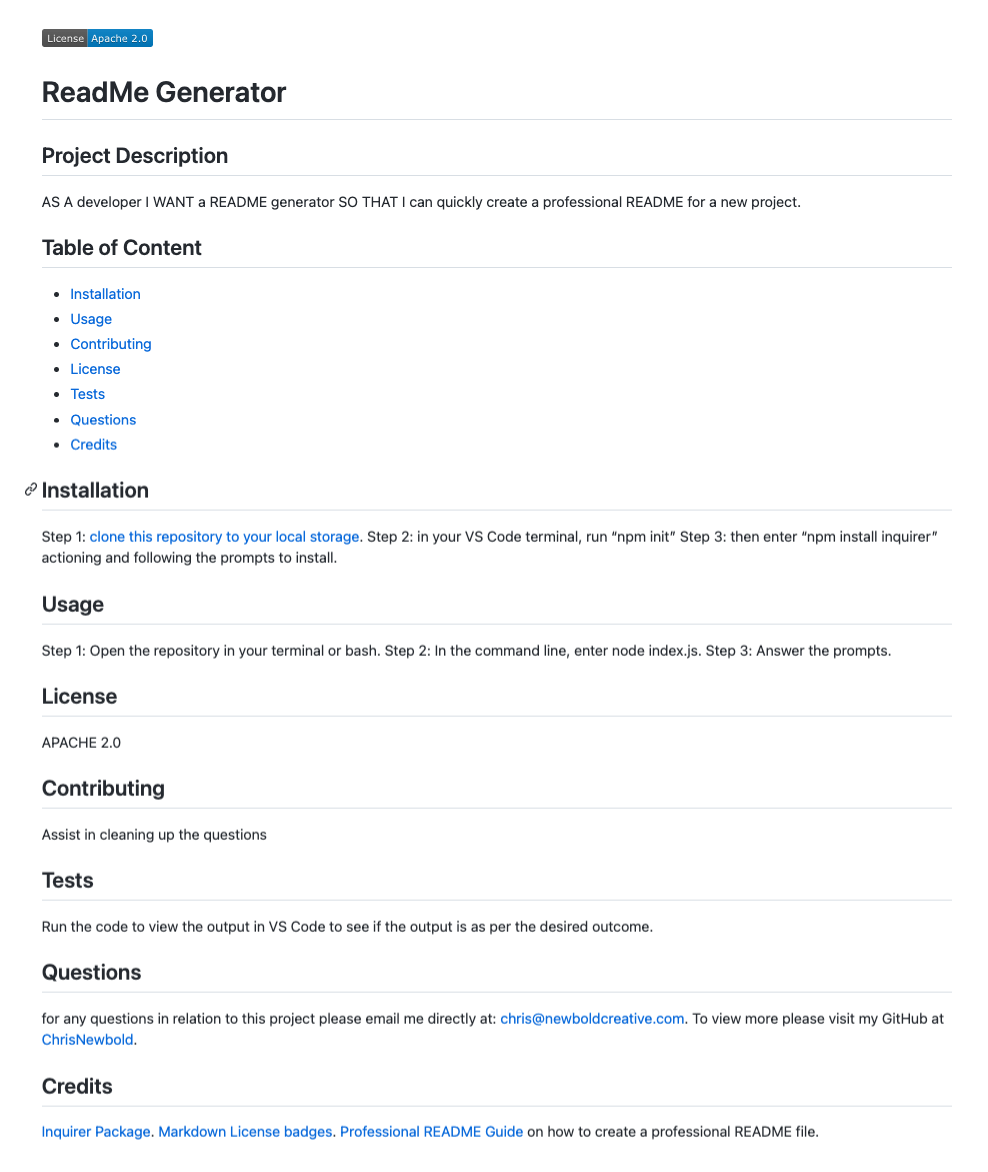 License Apache 2.0
ReadMe Generator
Project Description
AS A developer I WANT a README generator SO THAT I can quickly create a professional README for a new project.
Table of Content
Installation
Usage
Contributing
License
Tests
Questions
Credits
Installation
Step 1: clone this repository to your local storage. Step 2: in your VS Code terminal, run “npm init” Step 3: then enter “npm install inquirer”
actioning and following the prompts to install.
Usage
Step 1: Open the repository in your terminal or bash. Step 2: In the command line, enter node index.js. Step 3: Answer the prompts.
License
APACHE 2.0
Contributing
Assist in cleaning up the questions
Tests
Run the code to view the output in VS Code to see if the output is as per the desired outcome.
Questions
for any questions in relation to this project please email me directly at: chris@newboldcreative.com. To view more please visit my GitHub at
ChrisNewbold.
Credits
Inquirer Package. Markdown License badges. Professional README Guide on how to create a professional README file.